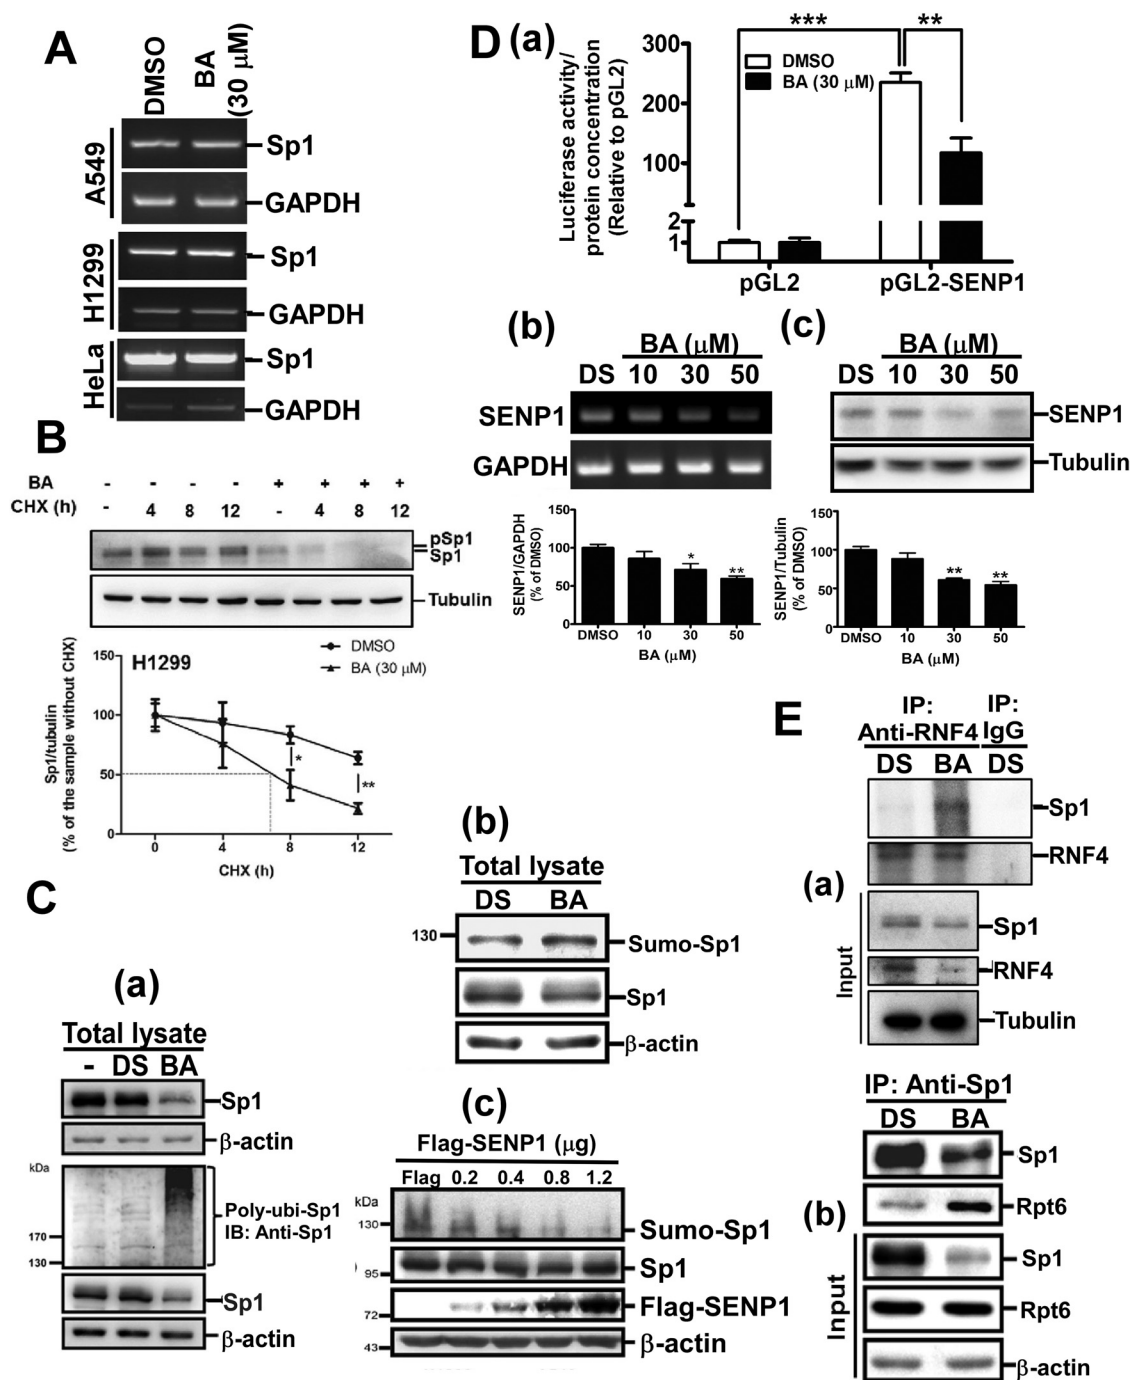 A
DMSO
BA
(30 μM)
A549
Sp1
GAPDH
H1299
Sp1
GAPDH
HeLa
Sp1
GAPDH
B
BA - - - - + + + +
CHX (h) - 4 8 12 - 4 8 12
pSp1
Sp1
Tubulin
DMSO
BA (30 μM)
H1299
Sp1/tubulin
(% of the sample without CHX)
150
100
50
0
*
**
0 4 8 12
CHX (h)
C
(a)
Total lysate
- DS BA
Sp1
β-actin
kDa
170
130
Poly-ubi-Sp1
IB: Anti-Sp1
Sp1
β-actin
(b)
Total lysate
DS BA
130
Sumo-Sp1
Sp1
β-actin
(c)
Flag-SENP1 (μg)
Flag 0.2 0.4 0.8 1.2
kDa
130
Sumo-Sp1
95
Sp1
72
Flag-SENP1
43
β-actin
D (a)
Luciferase activity/
protein concentration
(Relative to pGL2)
300
200
100
2
1
***
**
DMSO
BA (30 μM)
pGL2 pGL2-SENP1
(b)
BA (μM)
DS 10 30 50
SENP1
GAPDH
SENP1/GAPDH
(% of DMSO)
150
100
50
0
*
**
DMSO 10 30 50
BA (μM)
(c)
BA (μM)
DS 10 30 50
SENP1
Tubulin
SENP1/Tubulin
(% of DMSO)
150
100
50
0
**
**
DMSO 10 30 50
BA (μM)
E
IP:
Anti-RNF4
IP:
IgG
DS BA DS
Sp1
RNF4
(a)
Input
Sp1
RNF4
Tubulin
IP: Anti-Sp1
DS BA
Sp1
Rpt6
(b)
Input
Sp1
Rpt6
β-actin